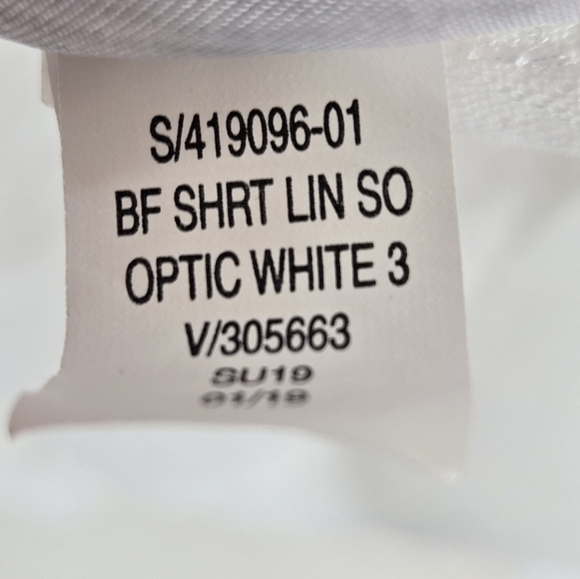 S/419096-01
BF SHRT LIN SO
OPTIC WHITE 3
V/305663
SU19